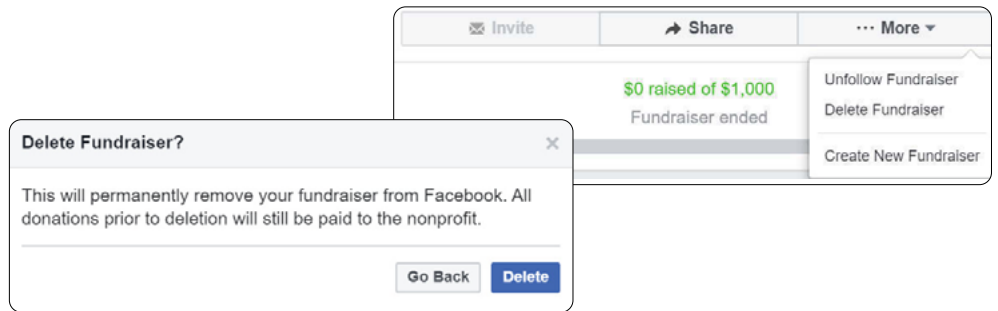 Invite
Share
··· More
Unfollow Fundraiser
Delete Fundraiser
Create New Fundraiser
$0 raised of $1,000
Fundraiser ended
Delete Fundraiser?
This will permanently remove your fundraiser from Facebook. All
donations prior to deletion will still be paid to the nonprofit.
Go Back
Delete